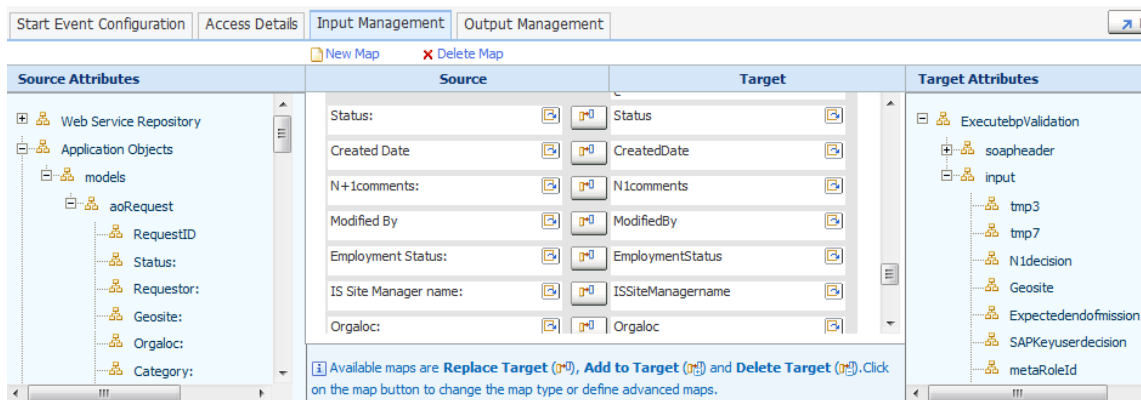 Start Event Configuration Access Details Input Management Output Management
New Map Delete Map
Source Attributes Source Target Target Attributes
Web Service Repository
Application Objects
models
aoRequest
RequestID
Status:
Requestor:
Geosite:
Orgaloc:
Category:
Status: Status
Created Date CreatedDate
N+1comments: N1comments
Modified By ModifiedBy
Employment Status: EmploymentStatus
IS Site Manager name: ISSiteManagername
Orgaloc: Orgaloc
Available maps are Replace Target (), Add to Target () and Delete Target ().Click
on the map button to change the map type or define advanced maps.
ExecutebpValidation
soapheader
input
tmp3
tmp7
N1decision
Geosite
Expectedendofmission
SAPKeyuserdecision
metaRoleId